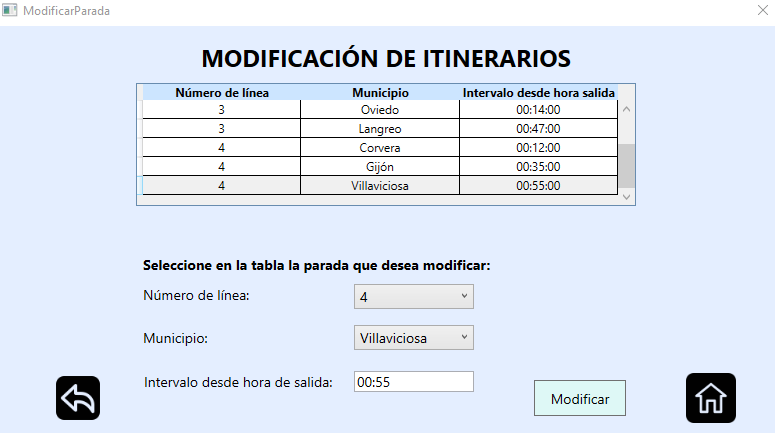 ModificarParada
MODIFICACIÓN DE ITINERARIOS
Número de línea Municipio Intervalo desde hora salida
3 Oviedo 00:14:00
3 Langreo 00:47:00
4 Corvera 00:12:00
4 Gijón 00:35:00
4 Villaviciosa 00:55:00
Seleccione en la tabla la parada que desea modificar:
Número de línea: 4
Municipio: Villaviciosa
Intervalo desde hora de salida: 00:55
Modificar